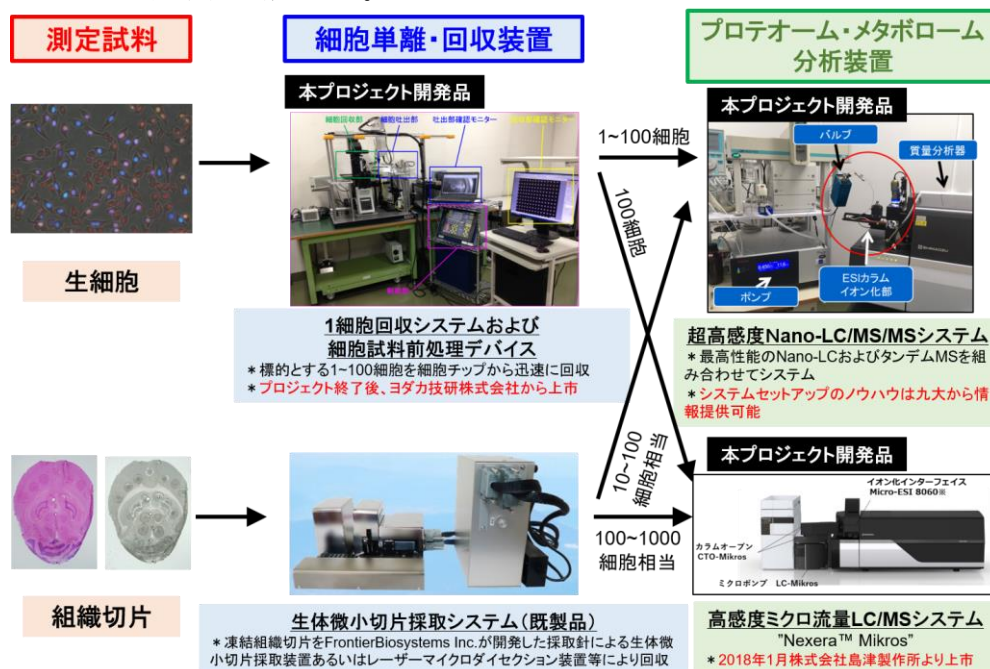 測定試料
細胞単離・回収装置
プロテオーム・メタボローム
分析装置
本プロジェクト開発品
細胞回収部
細胞吐出部
吐出部確認モニター
1~100細胞
100細胞
本プロジェクト開発品
バルブ
質量分析器
ESIカラム
イオン化部
ポンプ
生細胞
1細胞回収システムおよび
細胞試料前処理デバイス
＊標的とする1~100細胞を細胞チップから迅速に回収
＊プロジェクト終了後、ヨダカ技研株式会社から上市
超高感度Nano-LC/MS/MSシステム
＊最高性能のNano-LCおよびタンデムMSを組
み合わせてシステム
＊システムセットアップのノウハウは九大から情
報提供可能
10~100
細胞相当
100~1000
細胞相当
本プロジェクト開発品
イオン化インターフェイス
Micro-ESI 8060※
カラムオーブン
CTO-Mikros
ミクロポンプ LC-Mikros
組織切片
生体微小切片採取システム(既製品)
＊凍結組織切片をFrontierBiosystems Inc.が開発した採取針による生体微
小切片採取装置あるいはレーザーマイクロダイセクション装置等により回収
高感度ミクロ流量LC/MSシステム
"Nexera™ Mikros"
＊2018年1月株式会社島津製作所より上市